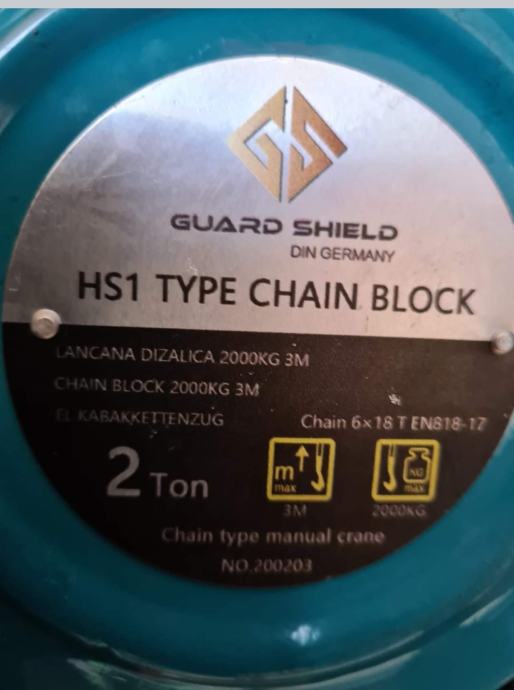 GS
GUARD SHIELD
DIN GERMANY
HS1 TYPE CHAIN BLOCK
LANCANA DIZALICA 2000KG 3M
CHAIN BLOCK 2000KG 3M
EL KABAKKETTENZUG
Chain 6×18 T EN818-17
2 Ton
m max
KG max
3M
2000KG
Chain type manual crane
NO.200203